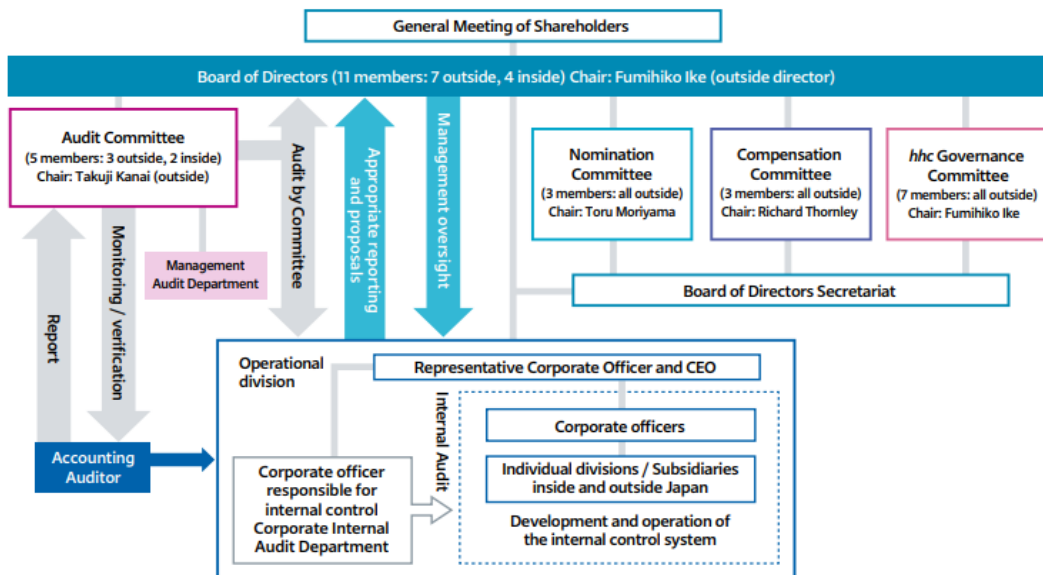 General Meeting of Shareholders
Board of Directors (11 members: 7 outside, 4 inside) Chair: Fumihiko Ike (outside director)
Audit Committee
(5 members: 3 outside, 2 inside)
Chair: Takuji Kanai (outside)
Management
Audit Department
Report
Monitoring / verification
Audit by Committee
Appropriate reporting
and proposals
Management oversight
Nomination
Committee
(3 members: all outside)
Chair: Toru Moriyama
Compensation
Committee
(3 members: all outside)
Chair: Richard Thornley
hhc Governance
Committee
(7 members: all outside)
Chair: Fumihiko Ike
Board of Directors Secretariat
Accounting
Auditor
Operational
division
Representative Corporate Officer and CEO
Internal Audit
Corporate officers
Individual divisions / Subsidiaries
inside and outside Japan
Development and operation of
the internal control system
Corporate officer
responsible for
internal control
Corporate Internal
Audit Department